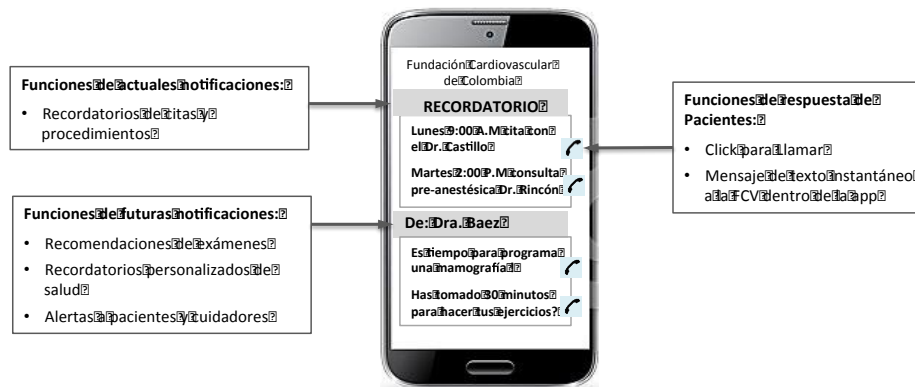 Fundación Cardiovascular
de Colombia
RECORDATORIO
Lunes 9:00 A.M cita con
el Dr. Castillo
Martes 2:00 P.M consulta
pre-anestésica Dr. Rincón
De: Dra. Baez
Es tiempo para programa
una mamografía!
Has tomado 30 minutos
para hacer tus ejercicios?
Funciones de actuales notificaciones:
• Recordatorios de citas y
procedimientos
Funciones de futuras notificaciones:
• Recomendaciones de exámenes
• Recordatorios personalizados de
salud
• Alertas a pacientes y cuidadores
Funciones de respuesta de
Pacientes:
• Click para Llamar
• Mensaje de texto instantáneo
a la FCV dentro de la app